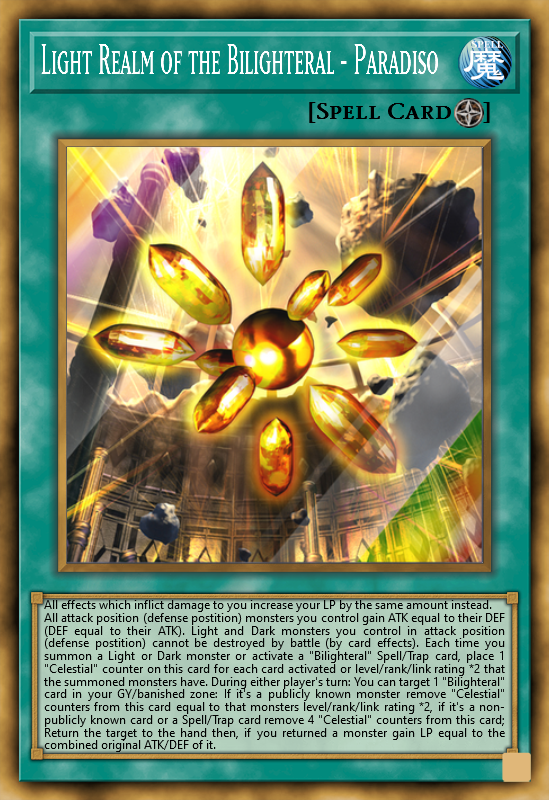 Light Realm of the Bilighteral - Paradiso
SPELL
魔
[Spell Card]
All effects which inflict damage to you increase your LP by the same amount instead.
All attack position (defense postition) monsters you control gain ATK equal to their DEF
(DEF equal to their ATK). Light and Dark monsters you control in attack position
(defense postition) cannot be destroyed by battle (by card effects). Each time you
summon a Light or Dark monster or activate a "Bilighteral" Spell/Trap card, place 1
"Celestial" counter on this card for each card activated or level/rank/link rating *2 that
the summoned monsters have. During either player's turn: You can target 1 "Bilighteral"
card in your GY/banished zone: If it's a publicly known monster remove "Celestial"
counters from this card equal to that monsters level/rank/link rating *2, if it's a non-
publicly known card or a Spell/Trap card remove 4 "Celestial" counters from this card;
Return the target to the hand then, if you returned a monster gain LP equal to the
combined original ATK/DEF of it.